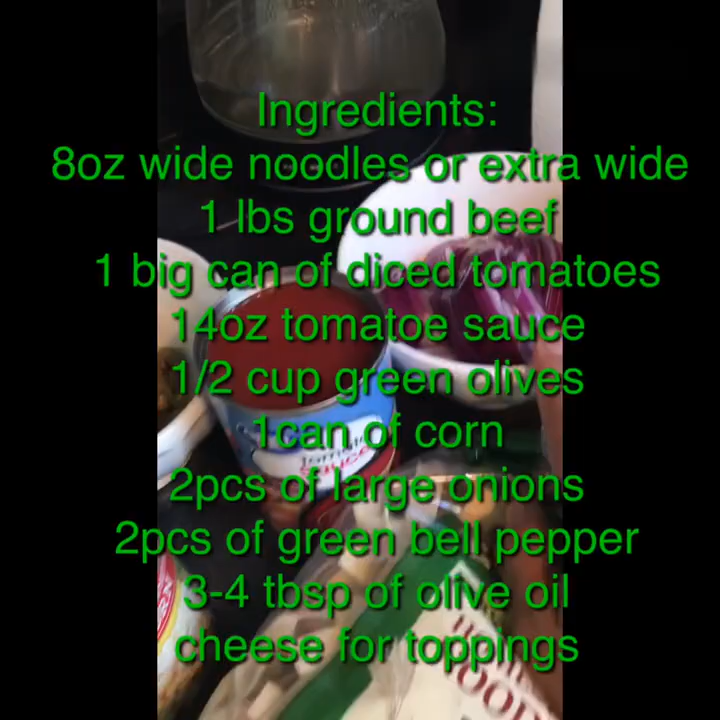 Ingredients:
8oz wide noodles or extra wide
1 lbs ground beef
1 big can of diced tomatoes
14oz tomatoe sauce
1/2 cup green olives
1can of corn
2pcs of large onions
2pcs of green bell pepper
3-4 tbsp of olive oil
cheese for toppings